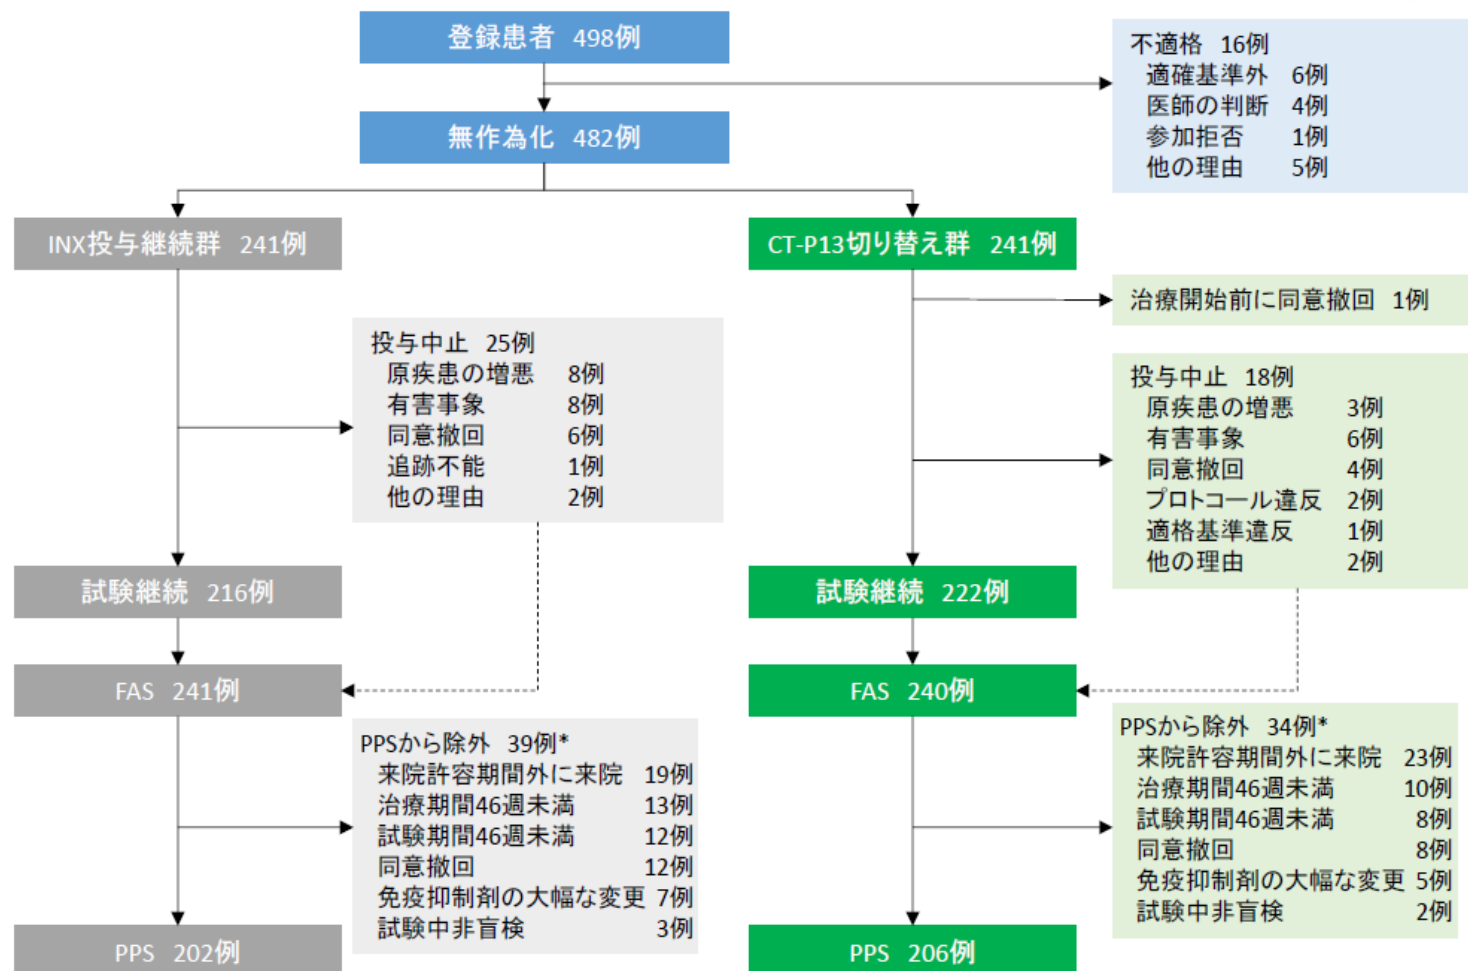 登録患者 498例
不適格 16例
適確基準外 6例
医師の判断 4例
参加拒否 1例
他の理由 5例
無作為化 482例
INX投与継続群 241例
CT-P13切り替え群 241例
治療開始前に同意撤回 1例
投与中止 25例
原疾患の増悪 8例
有害事象 8例
同意撤回 6例
追跡不能 1例
他の理由 2例
投与中止 18例
原疾患の増悪 3例
有害事象 6例
同意撤回 4例
プロトコール違反 2例
適格基準違反 1例
他の理由 2例
試験継続 216例
試験継続 222例
FAS 241例
FAS 240例
PPSから除外 39例*
来院許容期間外に来院 19例
治療期間46週未満 13例
試験期間46週未満 12例
同意撤回 12例
免疫抑制剤の大幅な変更 7例
試験中非盲検 3例
PPSから除外 34例*
来院許容期間外に来院 23例
治療期間46週未満 10例
試験期間46週未満 8例
同意撤回 8例
免疫抑制剤の大幅な変更 5例
試験中非盲検 2例
PPS 202例
PPS 206例